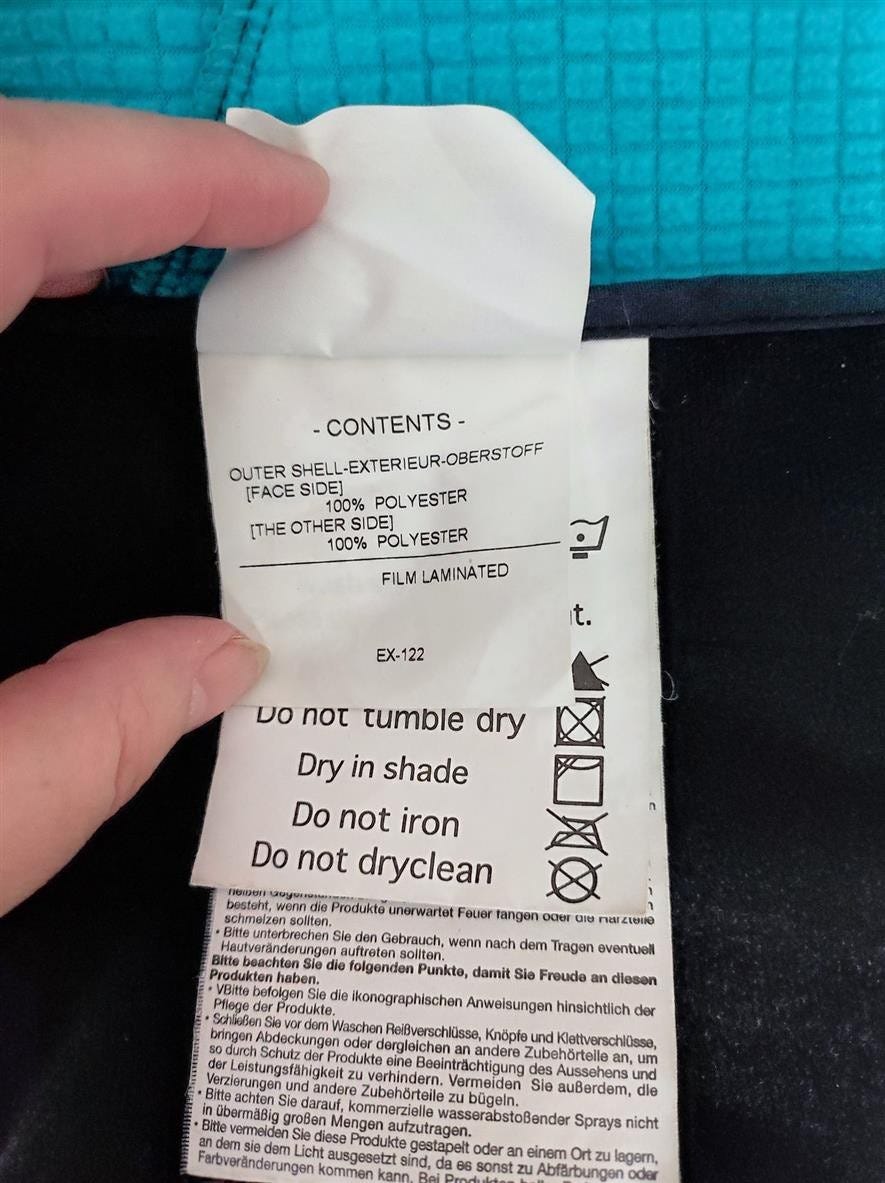 - CONTENTS -
OUTER SHELL-EXTERIEUR-OBERSTOFF
[FACE SIDE]
100% POLYESTER
[THE OTHER SIDE]
100% POLYESTER
FILM LAMINATED
EX-122
t.
Do not tumble dry
Dry in shade
Do not iron
Do not dryclean
besteht, wenn die Produkte unerwartet Feuer fangen oder die Harzteile
schmelzen sollten.
• Bitte unterbrechen Sie den Gebrauch, wenn nach dem Tragen eventuell
Hautveränderungen auftreten sollten.
Bitte beachten Sie die folgenden Punkte, damit Sie Freude an diesen
Produkten haben.
• VBitte befolgen Sie die ikonographischen Anweisungen hinsichtlich der
Pflege der Produkte.
• Schließen Sie vor dem Waschen Reißverschlüsse, Knöpfe und Klettverschlüsse,
bringen Abdeckungen oder dergleichen an andere Zubehörteile an, um
so durch Schutz der Produkte eine Beeinträchtigung des Aussehens und
der Leistungsfähigkeit zu verhindern. Vermeiden Sie außerdem, die
Verzierungen und andere Zubehörteile zu bügeln.
• Bitte achten Sie darauf, kommerzielle wasserabstoßender Sprays nicht
in übermäßig großen Mengen aufzutragen.
• Bitte vermeiden Sie diese Produkte gestapelt oder an einem Ort zu lagern,
an dem sie dem Licht ausgesetzt sind, da es sonst zu Abfärbungen oder
Farbveränderungen kommen kann. Bei